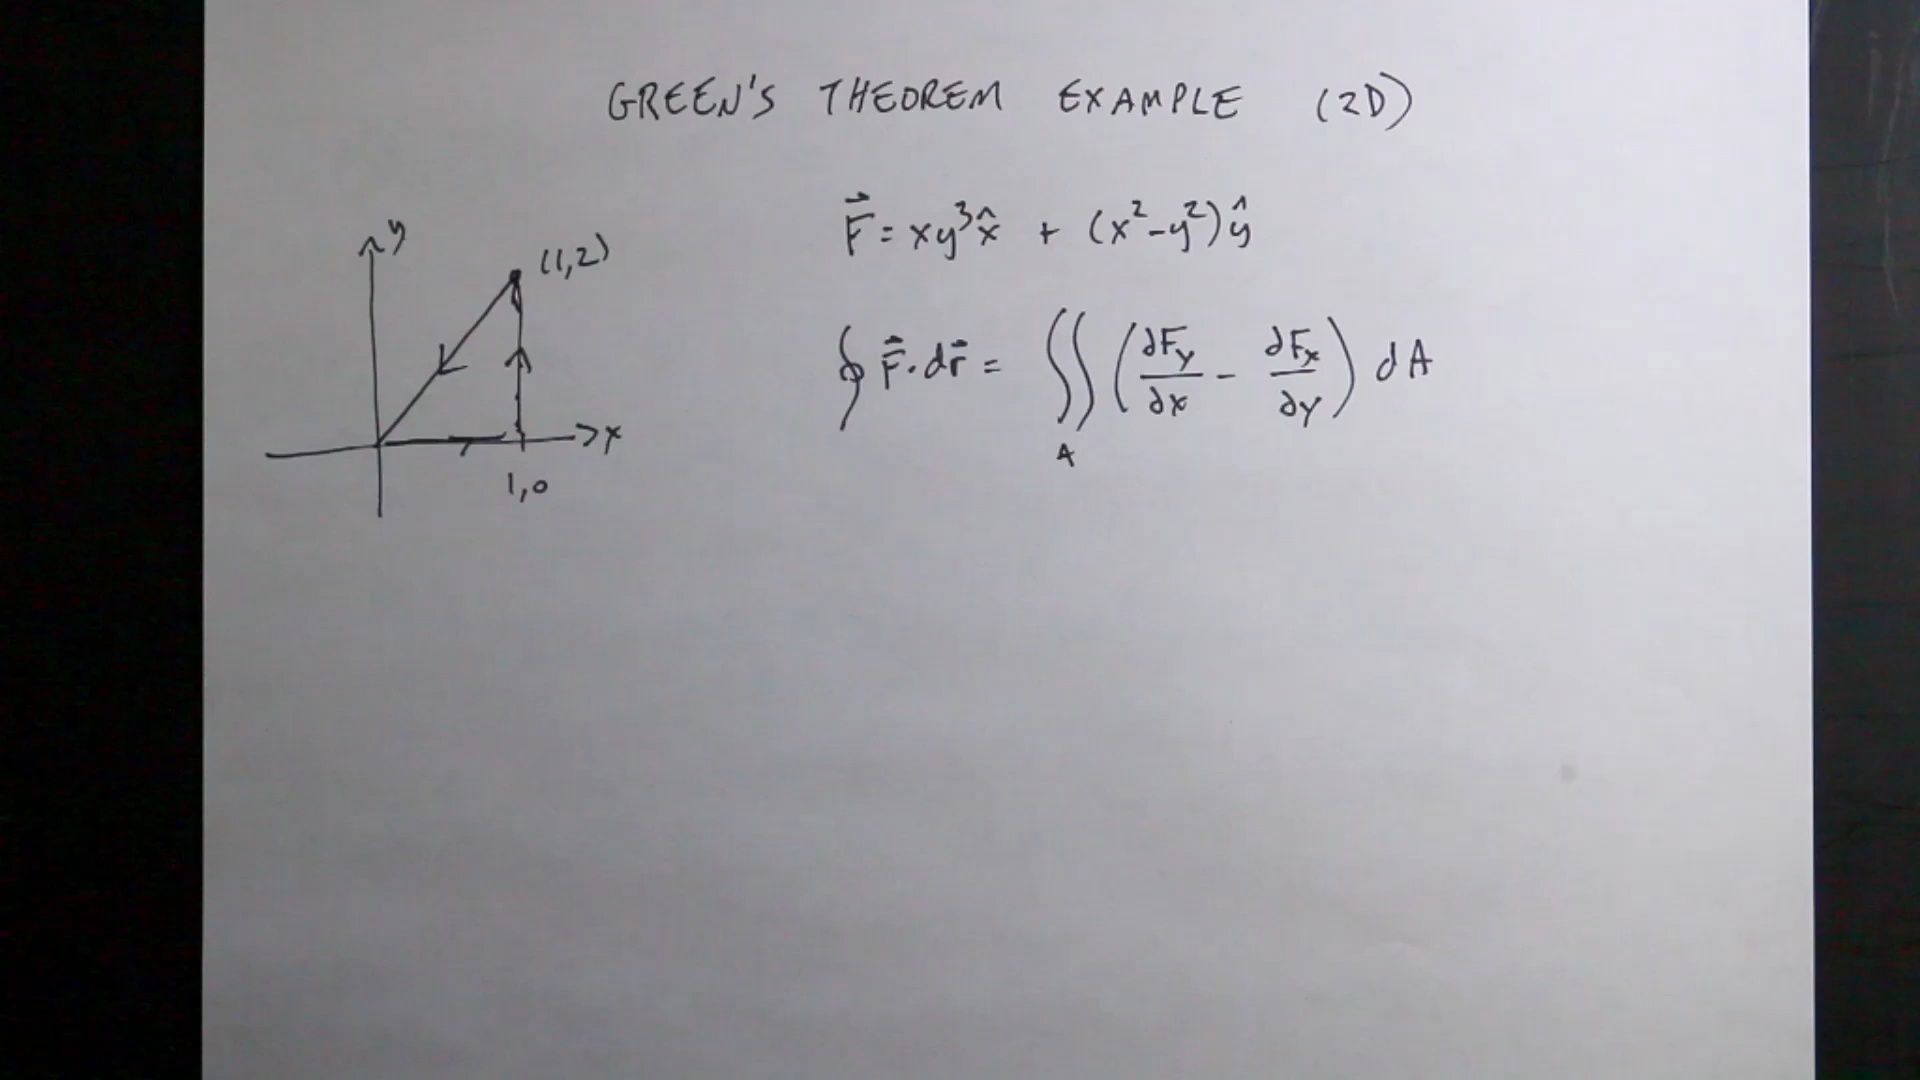 GREEN'S THEOREM EXAMPLE (2D)
F⃗ = xy³x̂ + (x²-y²)ŷ
y
(1,2)
x
1,0
∮ F⃗·dr⃗ = ∬ (∂Fy/∂x - ∂Fx/∂y) dA
A